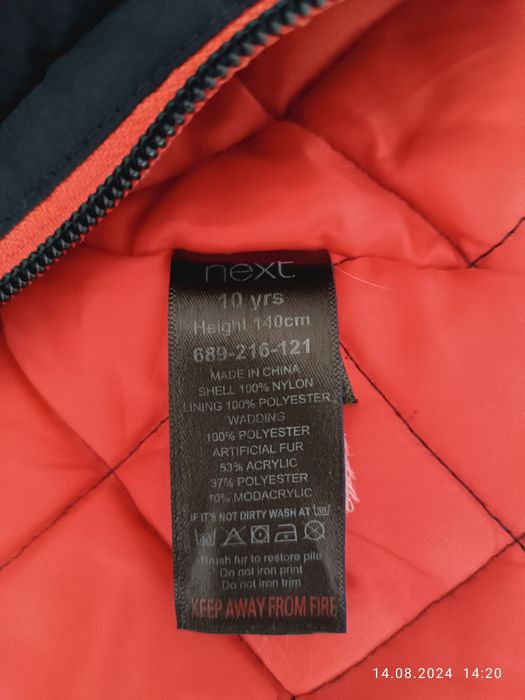 next
10 yrs
Height 140cm
689-216-121
MADE IN CHINA
SHELL 100% NYLON
LINING 100% POLYESTER
WADDING
100% POLYESTER
ARTIFICIAL FUR
53% ACRYLIC
37% POLYESTER
10% MODACRYLIC
IF IT'S NOT DIRTY WASH AT 30
Brush fur to restore pile
Do not iron print
Do not iron trim
KEEP AWAY FROM FIRE
14.08.2024 14:20